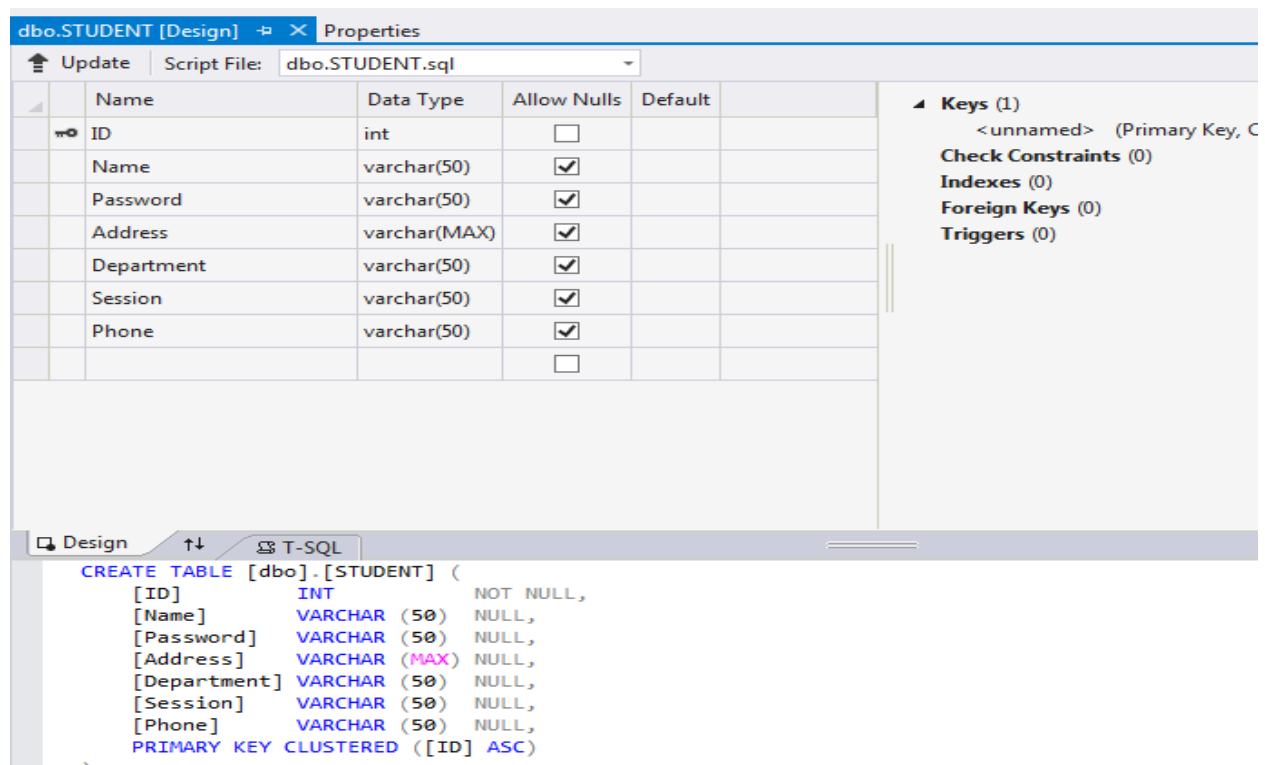 dbo.STUDENT [Design] Properties
Update Script File: dbo.STUDENT.sql
Name Data Type Allow Nulls Default
ID int
Name varchar(50)
Password varchar(50)
Address varchar(MAX)
Department varchar(50)
Session varchar(50)
Phone varchar(50)
Keys (1)
<unnamed> (Primary Key, C
Check Constraints (0)
Indexes (0)
Foreign Keys (0)
Triggers (0)
Design T-SQL
CREATE TABLE [dbo].[STUDENT] (
[ID] INT NOT NULL,
[Name] VARCHAR (50) NULL,
[Password] VARCHAR (50) NULL,
[Address] VARCHAR (MAX) NULL,
[Department] VARCHAR (50) NULL,
[Session] VARCHAR (50) NULL,
[Phone] VARCHAR (50) NULL,
PRIMARY KEY CLUSTERED ([ID] ASC)